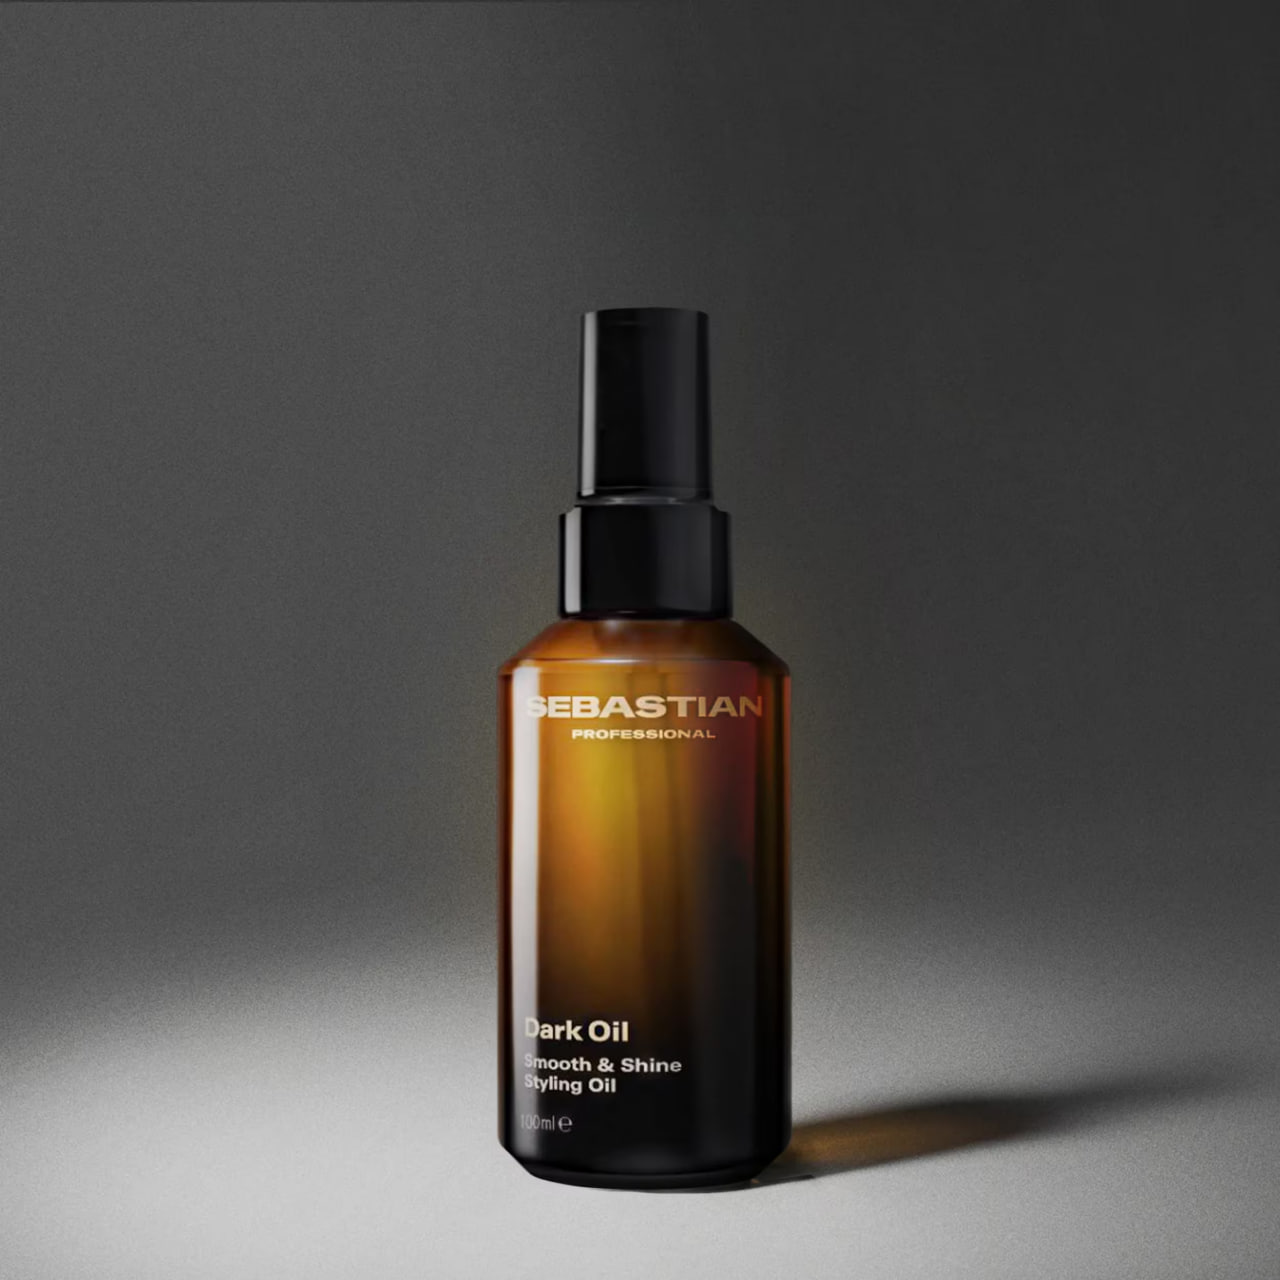 SEBASTIAN
PROFESSIONAL
Dark Oil
Smooth & Shine
Styling Oil
100ml ℮